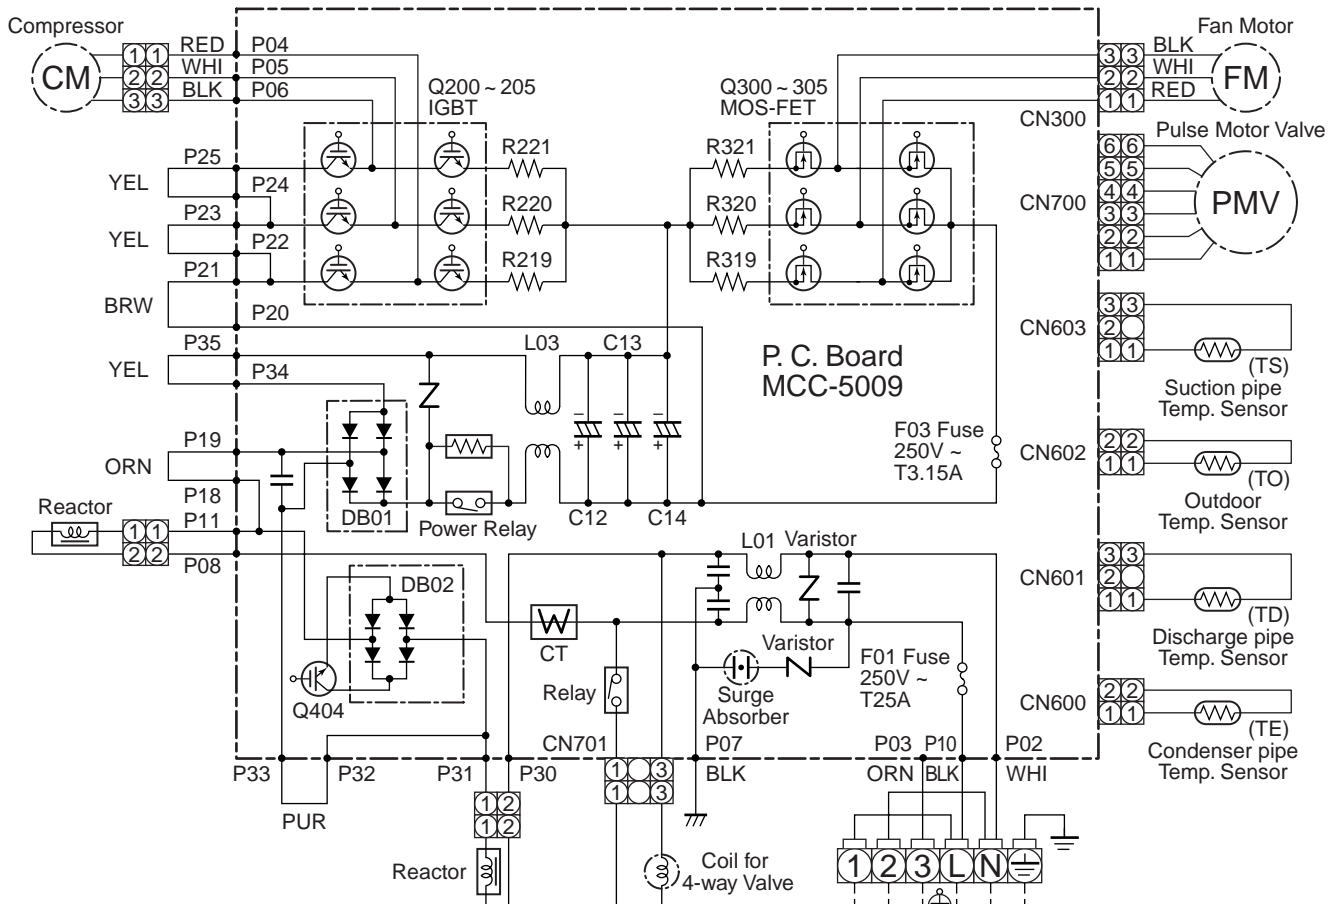 Compressor
CM
1 1
2 2
3 3
RED
WHI
BLK
P04
P05
P06
Q200 ~ 205
IGBT
Q300 ~ 305
MOS-FET
3 3
2 2
1 1
BLK
WHI
RED
Fan Motor
FM
CN300
P25
YEL
P24
P23
YEL
P22
P21
BRW
P20
R221
R220
R219
R321
R320
R319
CN700
6 6
5 5
4 4
3 3
2 2
1 1
Pulse Motor Valve
PMV
P35
YEL
P34
L03
C13
P. C. Board
MCC-5009
CN603
3 3
2
1 1
(TS)
Suction pipe
Temp. Sensor
P19
ORN
P18
DB01
Power Relay
−
−
−
+
+
+
C12
C14
F03 Fuse
250V ~
T3.15A
CN602
2 2
1 1
(TO)
Outdoor
Temp. Sensor
Reactor
1 1
2 2
P11
P08
DB02
Q404
CT
Relay
L01
Varistor
Varistor
Surge
Absorber
F01 Fuse
250V ~
T25A
CN601
3 3
2
1 1
(TD)
Discharge pipe
Temp. Sensor
CN600
2 2
1 1
(TE)
Condenser pipe
Temp. Sensor
P33
P32
P31
P30
CN701
P07
BLK
P03
ORN
P10
BLK
P02
WHI
PUR
1 2
1 2
1 3
1 3
Reactor
Coil for
4-way Valve
1 2 3 L N